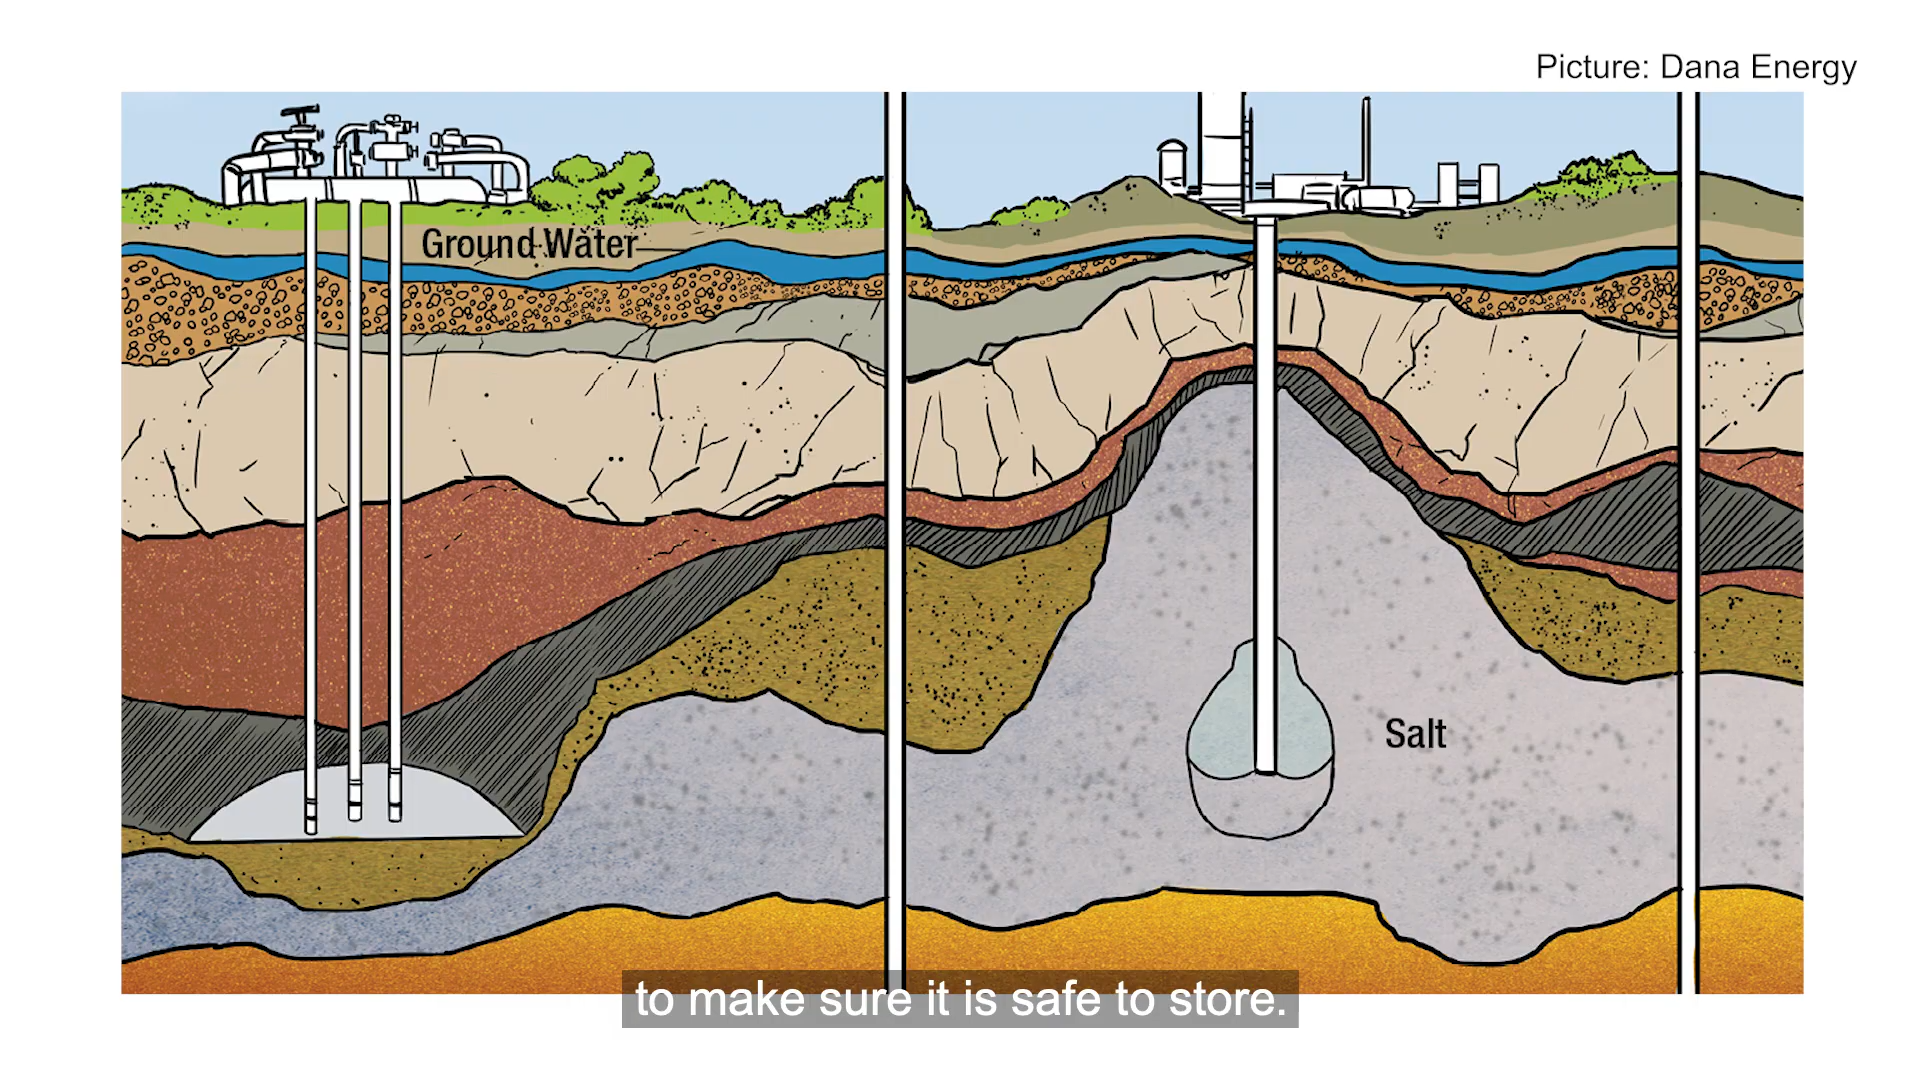 Picture: Dana Energy
Ground Water
Salt
to make sure it is safe to store.